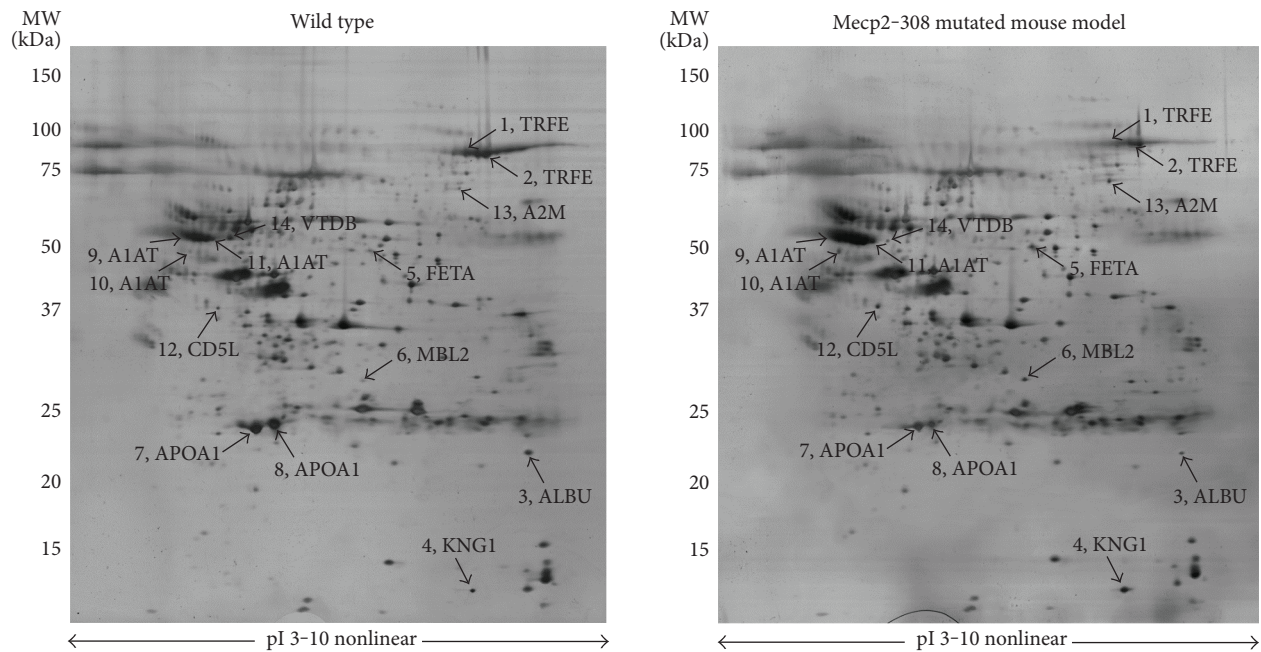 MW
(kDa)
Wild type
150
100
75
50
37
25
20
15
1, TRFE
2, TRFE
13, A2M
14, VTDB
9, A1AT
11, A1AT
10, A1AT
5, FETA
12, CD5L
6, MBL2
7, APOA1
8, APOA1
3, ALBU
4, KNG1
pI 3–10 nonlinear
MW
(kDa)
Mecp2–308 mutated mouse model
150
100
75
50
37
25
20
15
1, TRFE
2, TRFE
13, A2M
14, VTDB
9, A1AT
11, A1AT
10, A1AT
5, FETA
12, CD5L
6, MBL2
7, APOA1
8, APOA1
3, ALBU
4, KNG1
pI 3–10 nonlinear